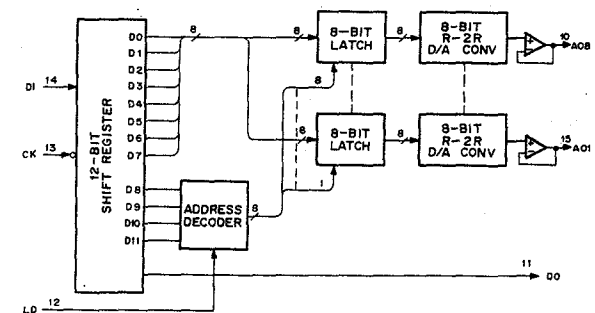 DI 14
CK 13
LD 12
12-BIT
SHIFT REGISTER
D0
D1
D2
D3
D4
D5
D6
D7
D8
D9
D10
D11
8
ADDRESS
DECODER
8
8
8-BIT
LATCH
8
8-BIT
R-2R
D/A CONV
+
-
10
AO8
8
8
8-BIT
LATCH
8
8-BIT
R-2R
D/A CONV
+
-
15
AO1
1
11
DO